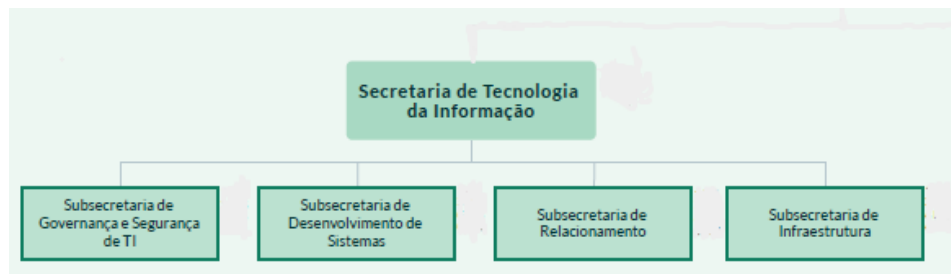 Secretaria de Tecnologia
da Informação
Subsecretaria de
Governança e Segurança
de TI
Subsecretaria de
Desenvolvimento de
Sistemas
Subsecretaria de
Relacionamento
Subsecretaria de
Infraestrutura